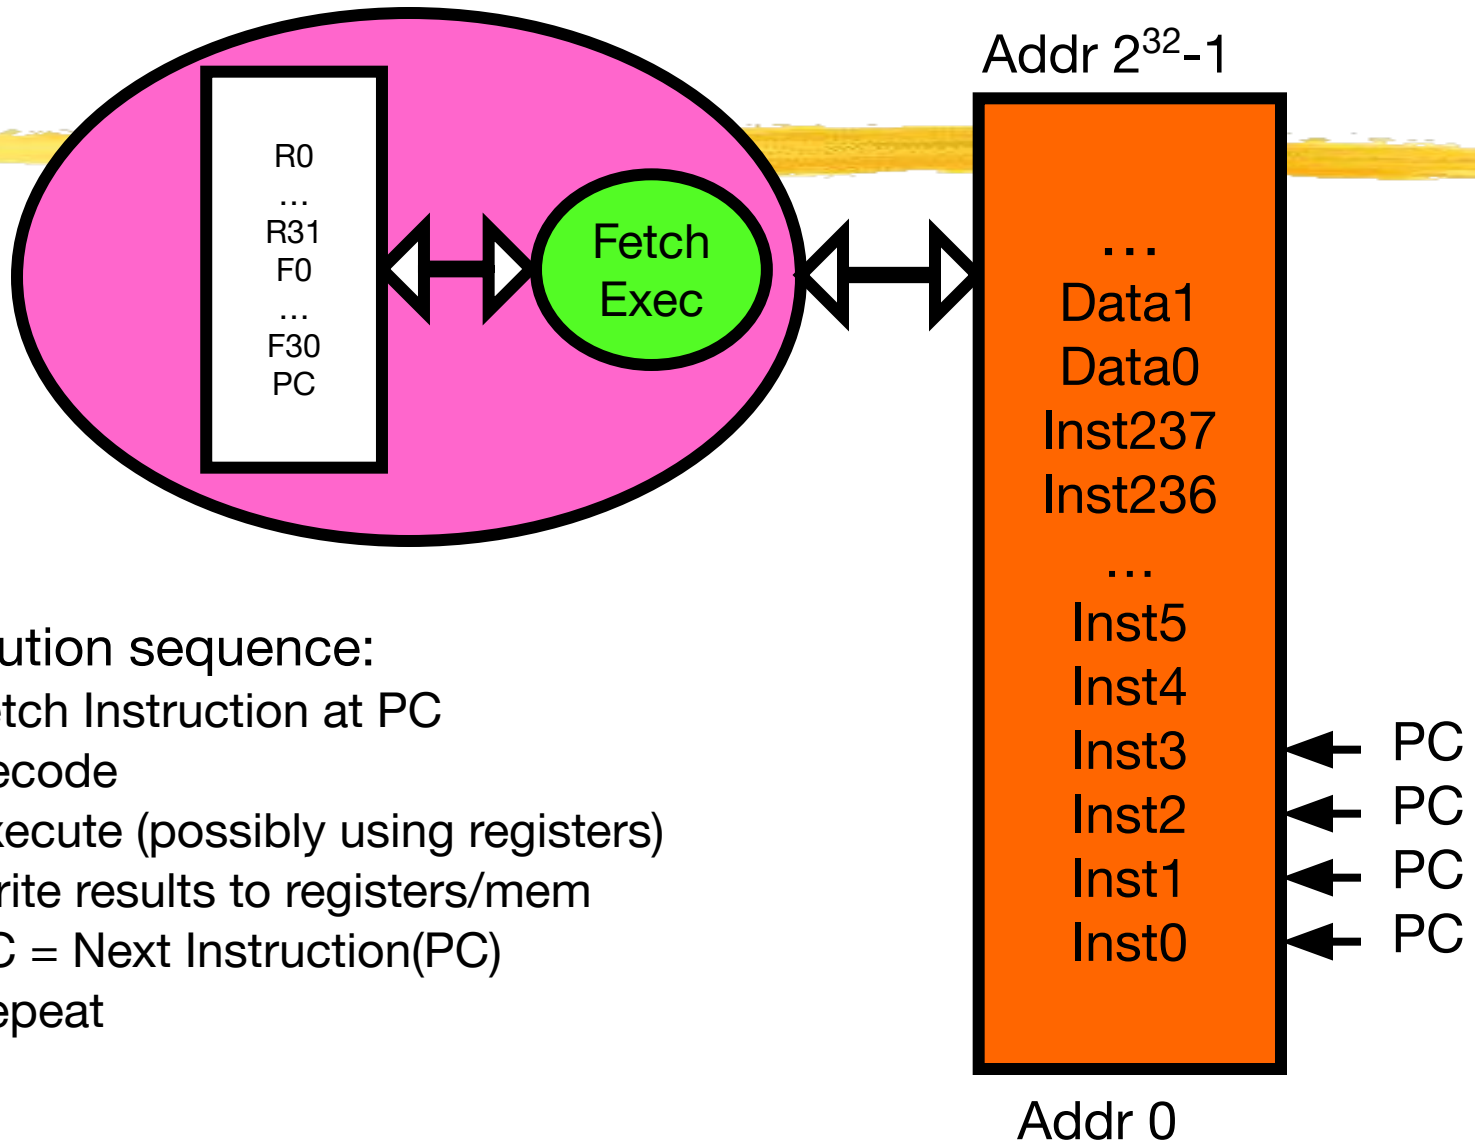 Addr 2³²-1
R0
...
R31
F0
...
F30
PC
Fetch
Exec
...
Data1
Data0
Inst237
Inst236
...
Inst5
Inst4
Inst3
Inst2
Inst1
Inst0
PC
PC
PC
PC
Addr 0
ution sequence:
etch Instruction at PC
ecode
xecute (possibly using registers)
rite results to registers/mem
C = Next Instruction(PC)
epeat